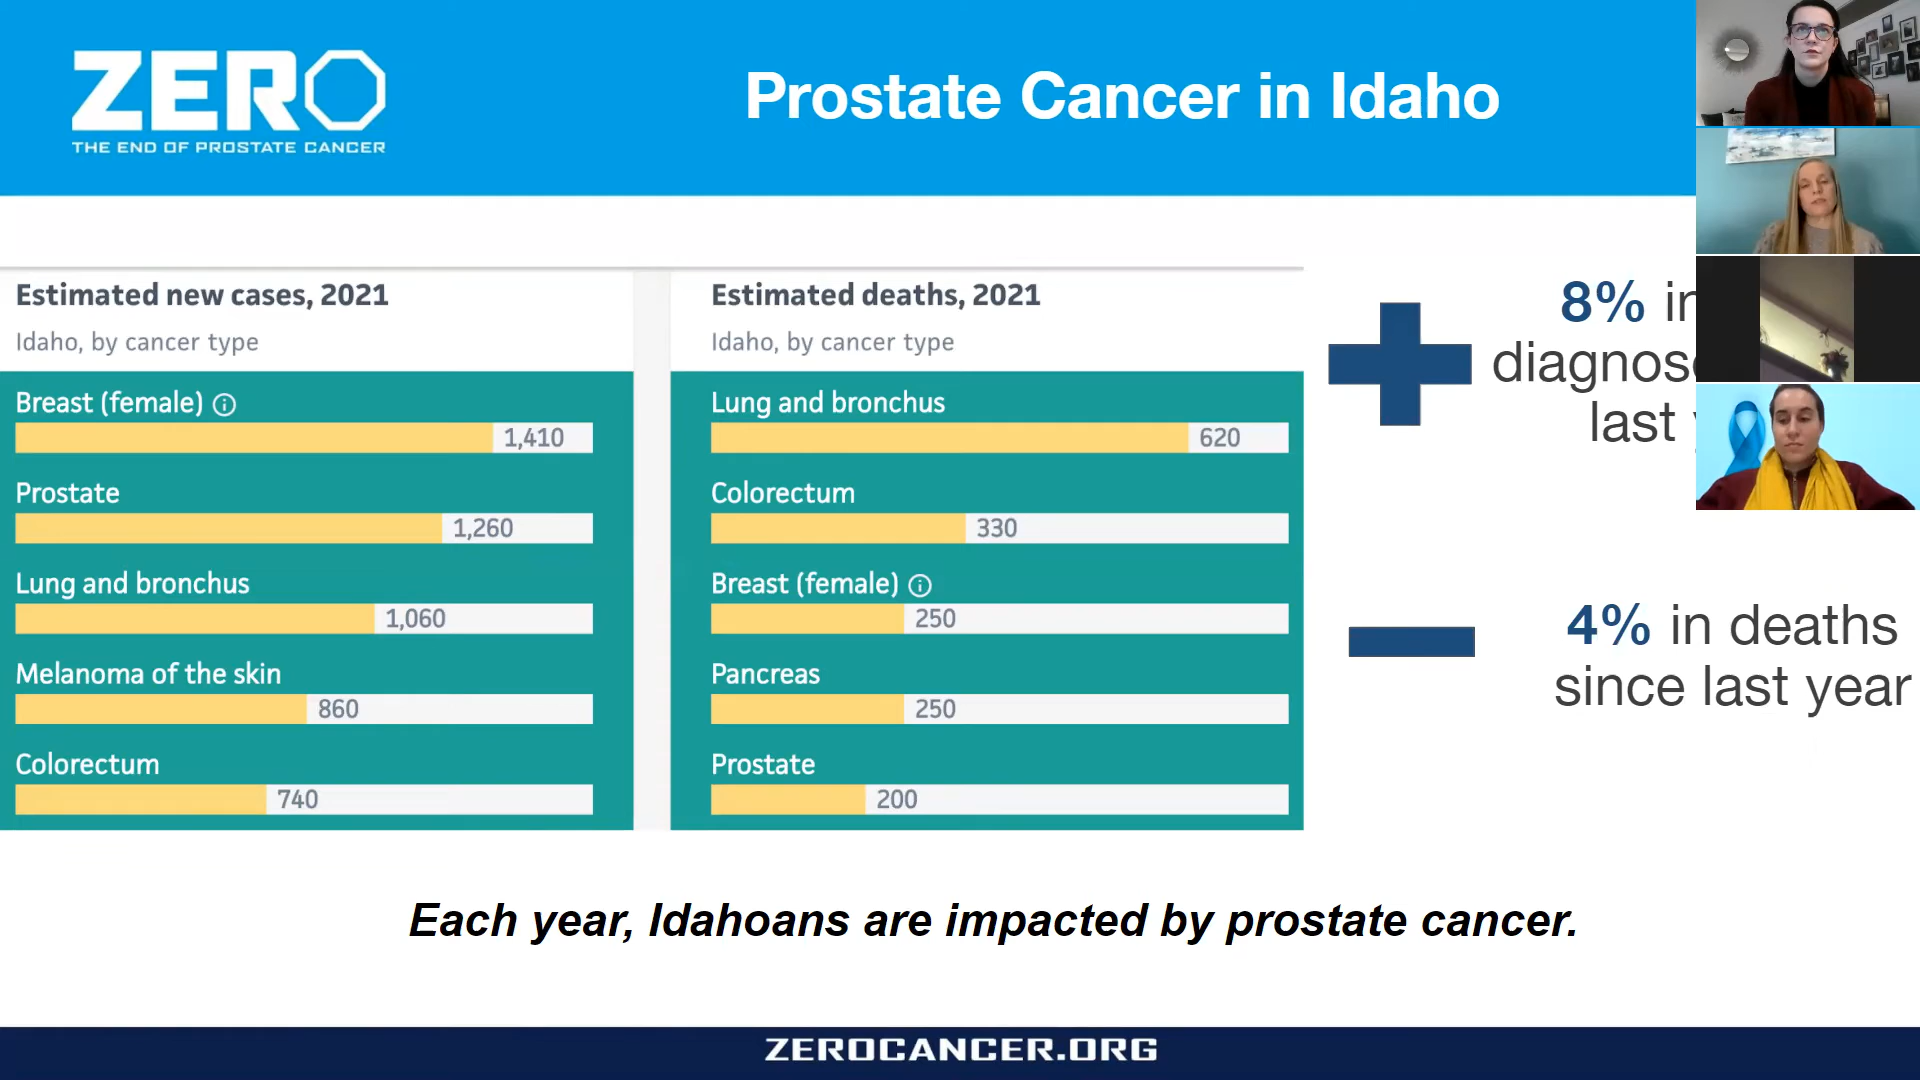 ZERO
THE END OF PROSTATE CANCER
Prostate Cancer in Idaho
Estimated new cases, 2021
Idaho, by cancer type
Breast (female)
1,410
Prostate
1,260
Lung and bronchus
1,060
Melanoma of the skin
860
Colorectum
740
Estimated deaths, 2021
Idaho, by cancer type
Lung and bronchus
620
Colorectum
330
Breast (female)
250
Pancreas
250
Prostate
200
8% in
last
4% in deaths
since last year
Each year, Idahoans are impacted by prostate cancer.
ZEROCANCER.ORG